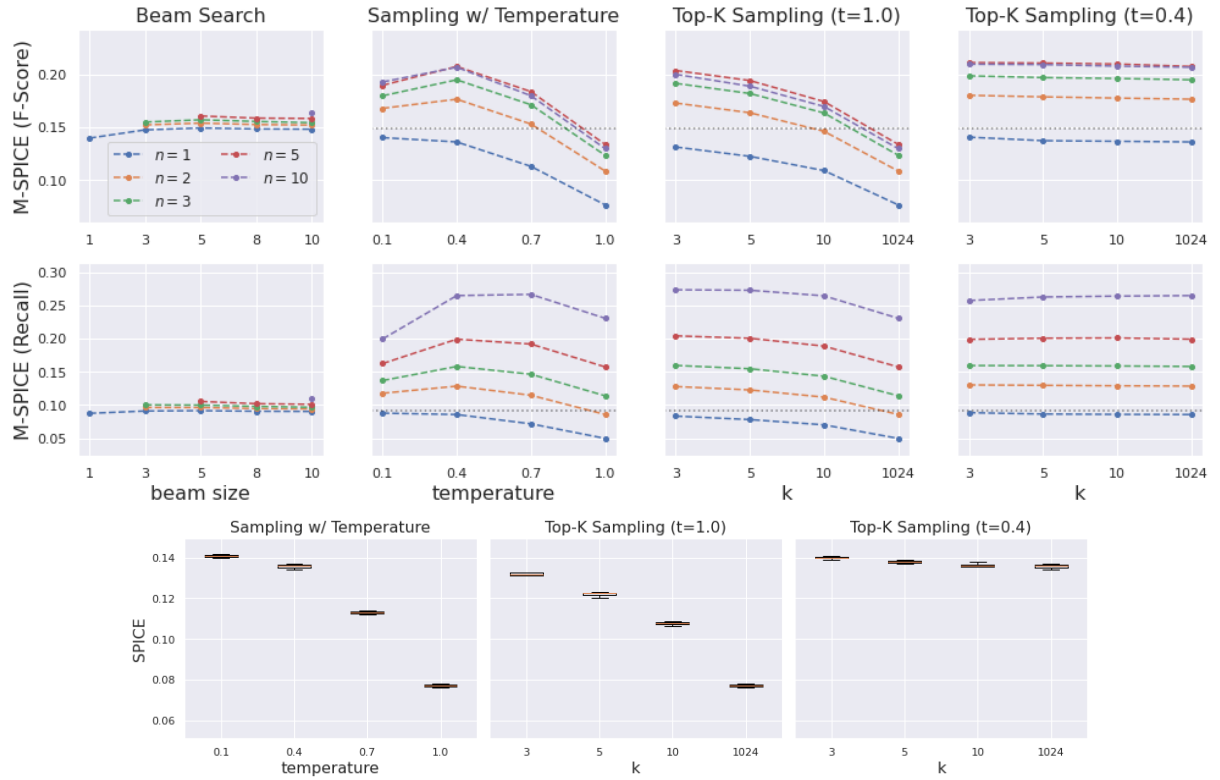 Beam Search
Sampling w/ Temperature
Top-K Sampling (t=1.0)
Top-K Sampling (t=0.4)
M-SPICE (F-Score)
0.20
0.15
0.10
n = 1
n = 2
n = 3
n = 5
n = 10
1 3 5 8 10
0.1 0.4 0.7 1.0
3 5 10 1024
3 5 10 1024
M-SPICE (Recall)
0.30
0.25
0.20
0.15
0.10
0.05
1 3 5 8 10
0.1 0.4 0.7 1.0
3 5 10 1024
3 5 10 1024
beam size
temperature
k
k
Sampling w/ Temperature
Top-K Sampling (t=1.0)
Top-K Sampling (t=0.4)
SPICE
0.14
0.12
0.10
0.08
0.06
0.1 0.4 0.7 1.0
3 5 10 1024
3 5 10 1024
temperature
k
k